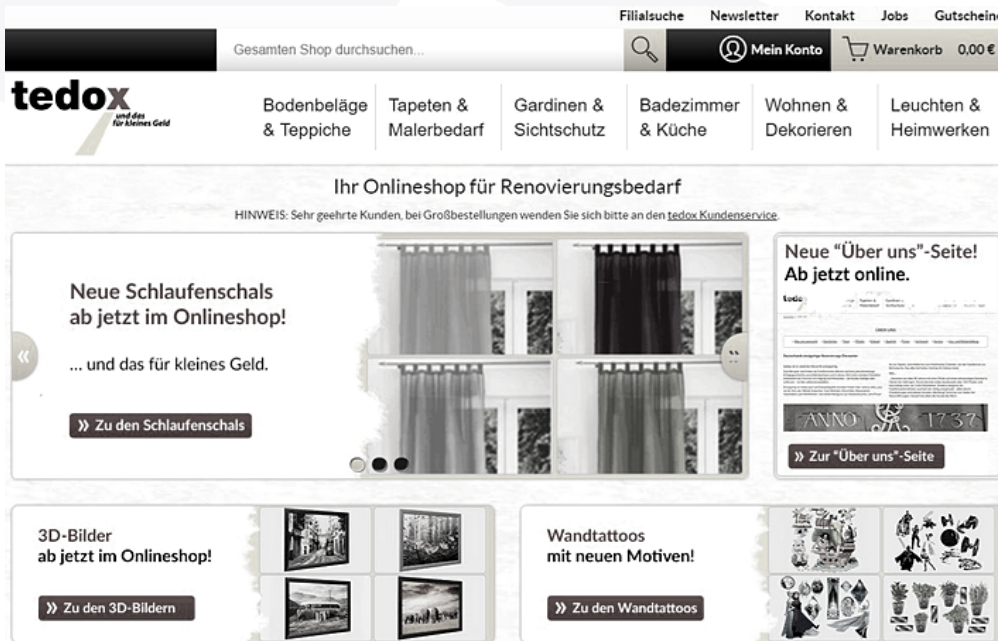 Filialsuche Newsletter Kontakt Jobs Gutscheine
Gesamten Shop durchsuchen...
Mein Konto
Warenkorb 0,00 €
tedox
und das
für kleines Geld
Bodenbeläge
& Teppiche
Tapeten &
Malerbedarf
Gardinen &
Sichtschutz
Badezimmer
& Küche
Wohnen &
Dekorieren
Leuchten &
Heimwerken
Ihr Onlineshop für Renovierungsbedarf
HINWEIS: Sehr geehrte Kunden, bei Großbestellungen wenden Sie sich bitte an den tedox Kundenservice.
Neue Schlaufenschals
ab jetzt im Onlineshop!
... und das für kleines Geld.
» Zu den Schlaufenschals
Neue “Über uns”-Seite!
Ab jetzt online.
ÜBER UNS
ANNO 1737
» Zur “Über uns”-Seite
3D-Bilder
ab jetzt im Onlineshop!
» Zu den 3D-Bildern
Wandtattoos
mit neuen Motiven!
» Zu den Wandtattoos